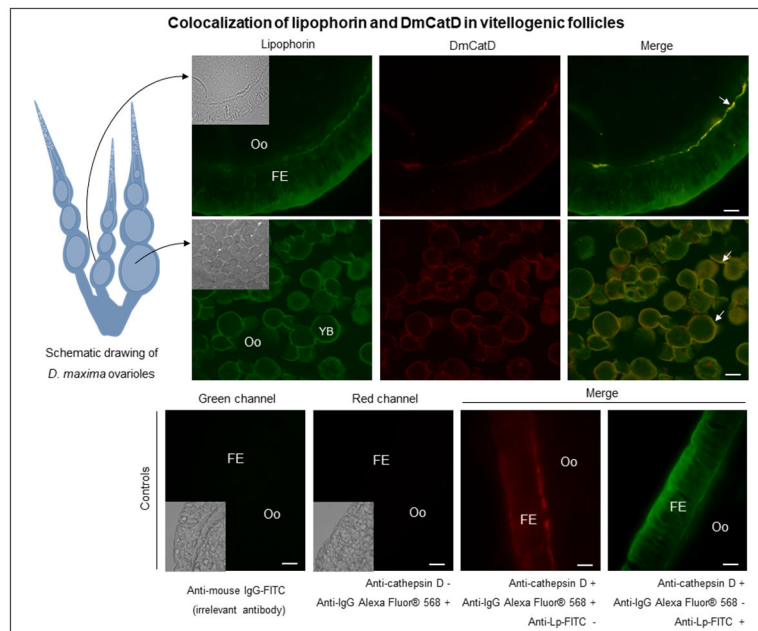 Colocalization of lipophorin and DmCatD in vitellogenic follicles
Lipophorin
DmCatD
Merge
Oo
FE
Oo
YB
Schematic drawing of
D. maxima ovarioles
Green channel
Red channel
Merge
Controls
FE
Oo
FE
Oo
Oo
FE
FE
Oo
Anti-mouse IgG-FITC
(irrelevant antibody)
Anti-cathepsin D -
Anti-IgG Alexa Fluor® 568 +
Anti-cathepsin D +
Anti-IgG Alexa Fluor® 568 +
Anti-Lp-FITC -
Anti-cathepsin D +
Anti-IgG Alexa Fluor® 568 -
Anti-Lp-FITC +